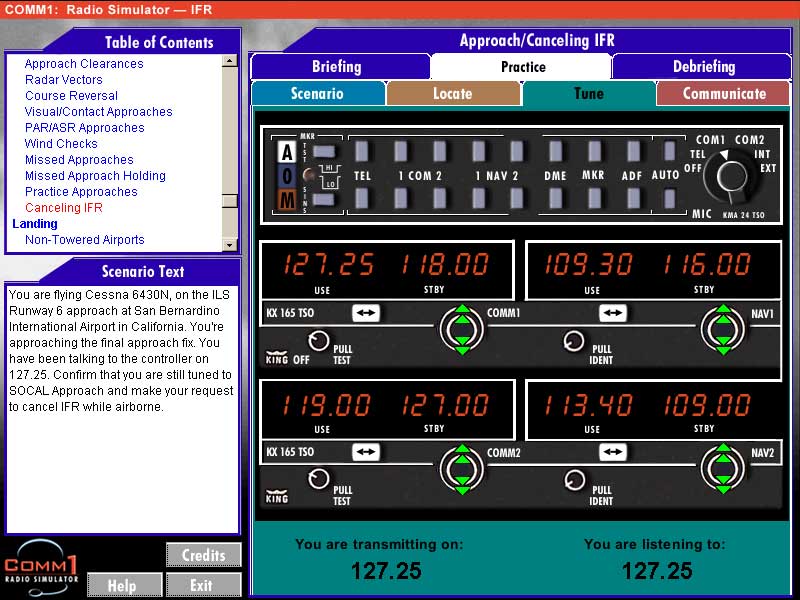 COMM1: Radio Simulator — IFR
Table of Contents
Approach Clearances
Radar Vectors
Course Reversal
Visual/Contact Approaches
PAR/ASR Approaches
Wind Checks
Missed Approaches
Missed Approach Holding
Practice Approaches
Canceling IFR
Landing
Non-Towered Airports
Scenario Text
You are flying Cessna 6430N, on the ILS
Runway 6 approach at San Bernardino
International Airport in California. You're
approaching the final approach fix. You
have been talking to the controller on
127.25. Confirm that you are still tuned to
SOCAL Approach and make your request
to cancel IFR while airborne.
COMM1
RADIO SIMULATOR
Credits
Help
Exit
Approach/Canceling IFR
Briefing
Practice
Debriefing
Scenario
Locate
Tune
Communicate
MKR
A
O
M
TST
SENS
HI
LO
TEL
1 COM 2
1 NAV 2
DME
MKR
ADF
AUTO
COM1 COM2
TEL
INT
OFF
EXT
MIC
KMA 24 TSO
127.25 118.00
USE STBY
109.30 116.00
USE STBY
KX 165 TSO
COMM1
NAV1
KING OFF
PULL
TEST
PULL
IDENT
119.00 127.00
USE STBY
113.40 109.00
USE STBY
KX 165 TSO
COMM2
NAV2
KING
PULL
TEST
PULL
IDENT
You are transmitting on:
127.25
You are listening to:
127.25